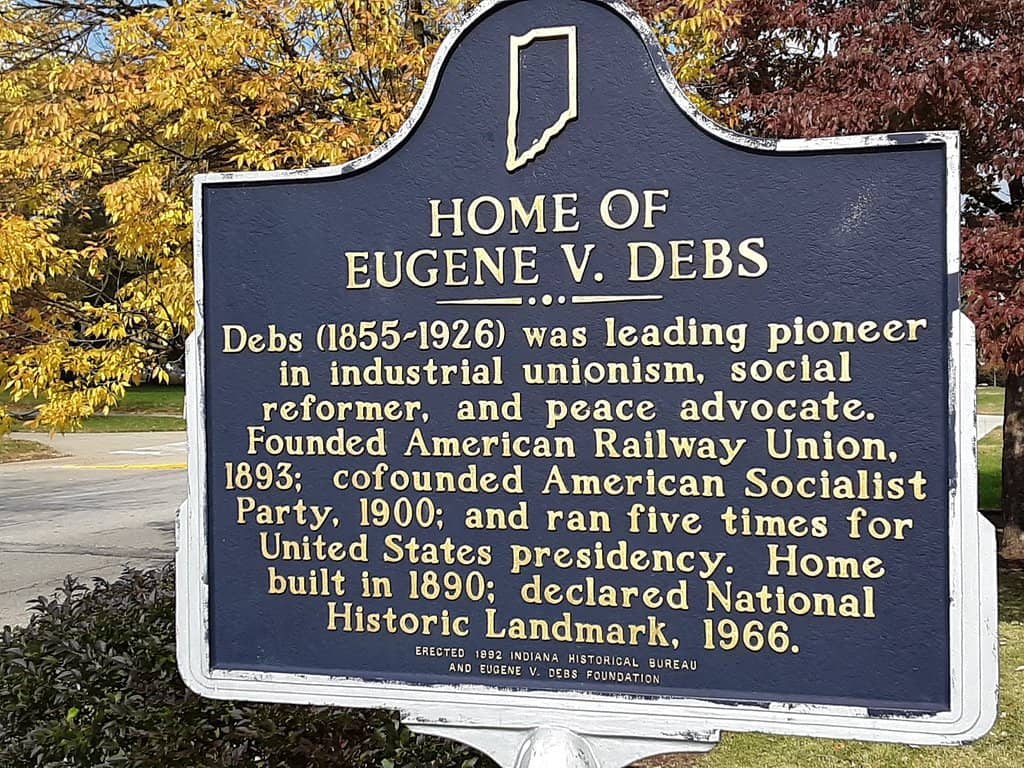 HOME OF
EUGENE V. DEBS
Debs (1855~1926) was leading pioneer
in industrial unionism, social
reformer, and peace advocate.
Founded American Railway Union,
1893; cofounded American Socialist
Party, 1900; and ran five times for
United States presidency. Home
built in 1890; declared National
Historic Landmark, 1966.
ERECTED 1992 INDIANA HISTORICAL BUREAU
AND EUGENE V. DEBS FOUNDATION